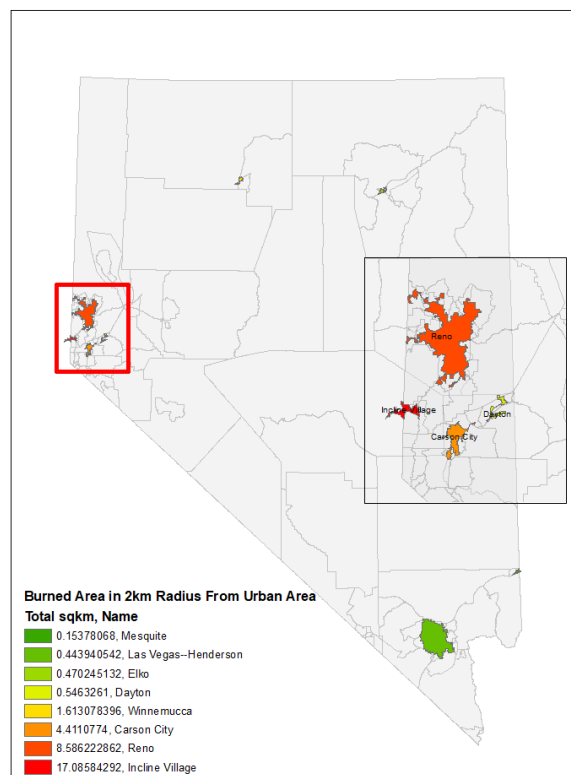 Reno
Incline Village
Dayton
Carson City
Burned Area in 2km Radius From Urban Area
Total sqkm, Name
0.15378068, Mesquite
0.443940542, Las Vegas--Henderson
0.470245132, Elko
0.5463261, Dayton
1.613078396, Winnemucca
4.4110774, Carson City
8.586222862, Reno
17.08584292, Incline Village